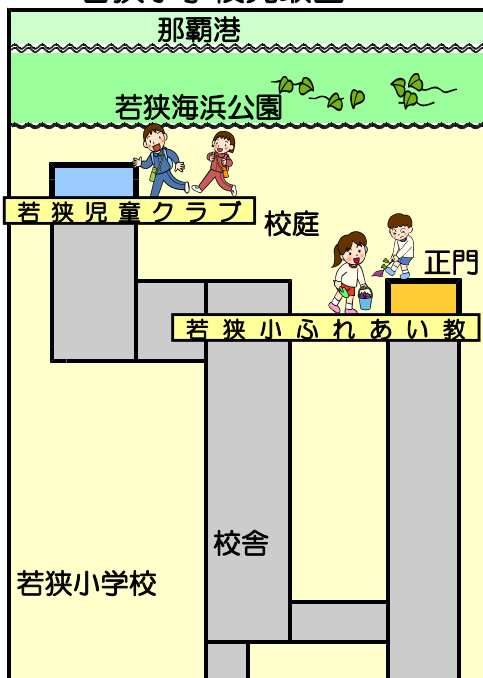 那覇港
若狭海浜公園
若狭児童クラブ
校庭
正門
若狭小ふれあい教
校舎
若狭小学校